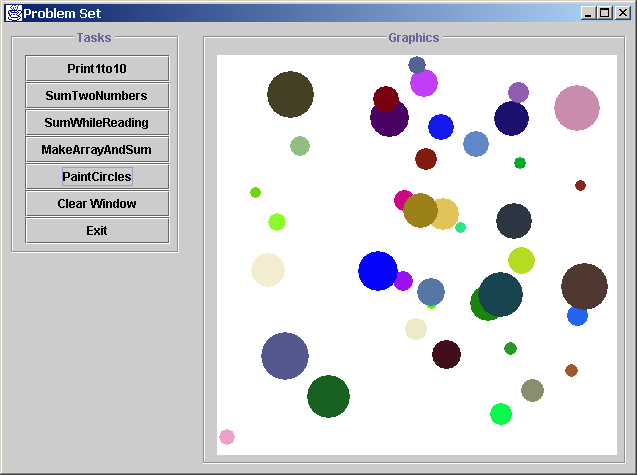 Problem Set
Tasks
Print1to10
SumTwoNumbers
SumWhileReading
MakeArrayAndSum
PaintCircles
Clear Window
Exit
Graphics